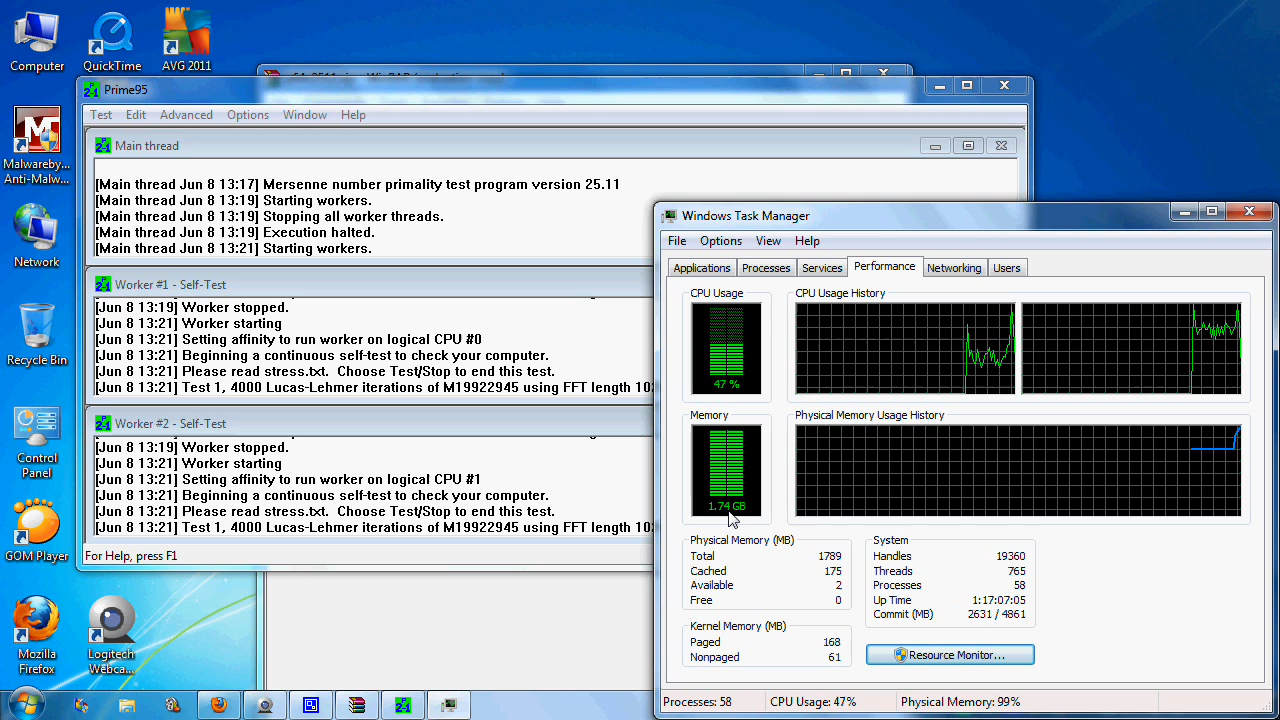 Computer
QuickTime
AVG 2011
Malwareby...
Anti-Malw...
Network
Recycle Bin
Control
Panel
GOM Player
Mozilla
Firefox
Logitech
Webca...
Prime95
Test Edit Advanced Options Window Help
Main thread
[Main thread Jun 8 13:17] Mersenne number primality test program version 25.11
[Main thread Jun 8 13:19] Starting workers.
[Main thread Jun 8 13:19] Stopping all worker threads.
[Main thread Jun 8 13:19] Execution halted.
[Main thread Jun 8 13:21] Starting workers.
Worker #1 - Self-Test
[Jun 8 13:19] Worker stopped.
[Jun 8 13:21] Worker starting
[Jun 8 13:21] Setting affinity to run worker on logical CPU #0
[Jun 8 13:21] Beginning a continuous self-test to check your computer.
[Jun 8 13:21] Please read stress.txt. Choose Test/Stop to end this test.
[Jun 8 13:21] Test 1, 4000 Lucas-Lehmer iterations of M19922945 using FFT length
Worker #2 - Self-Test
[Jun 8 13:19] Worker stopped.
[Jun 8 13:21] Worker starting
[Jun 8 13:21] Setting affinity to run worker on logical CPU #1
[Jun 8 13:21] Beginning a continuous self-test to check your computer.
[Jun 8 13:21] Please read stress.txt. Choose Test/Stop to end this test.
[Jun 8 13:21] Test 1, 4000 Lucas-Lehmer iterations of M19922945 using FFT length
For Help, press F1
Windows Task Manager
File Options View Help
Applications Processes Services Performance Networking Users
CPU Usage
47 %
CPU Usage History
Memory
1.74 GB
Physical Memory Usage History
Physical Memory (MB)
Total 1789
Cached 175
Available 2
Free 0
Kernel Memory (MB)
Paged 168
Nonpaged 61
System
Handles 19360
Threads 765
Processes 58
Up Time 1:17:07:05
Commit (MB) 2631 / 4861
Resource Monitor...
Processes: 58 CPU Usage: 47% Physical Memory: 99%